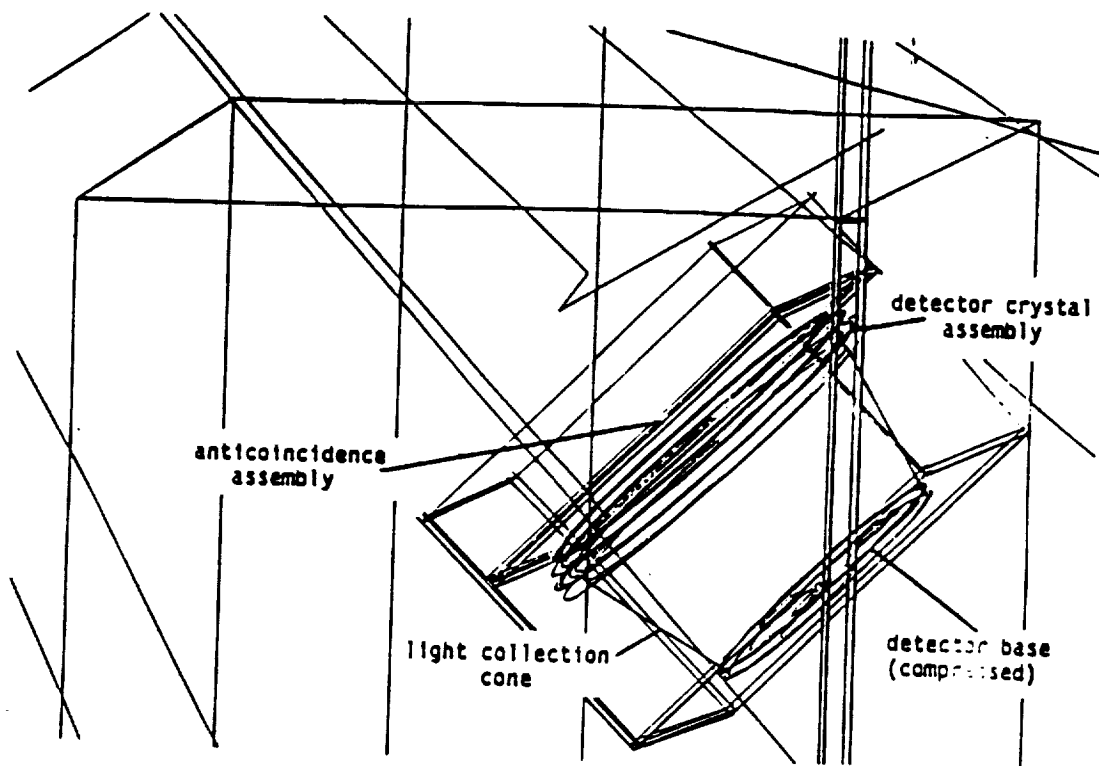 detector crystal
assembly
anticoincidence
assembly
light collection
cone
detector base